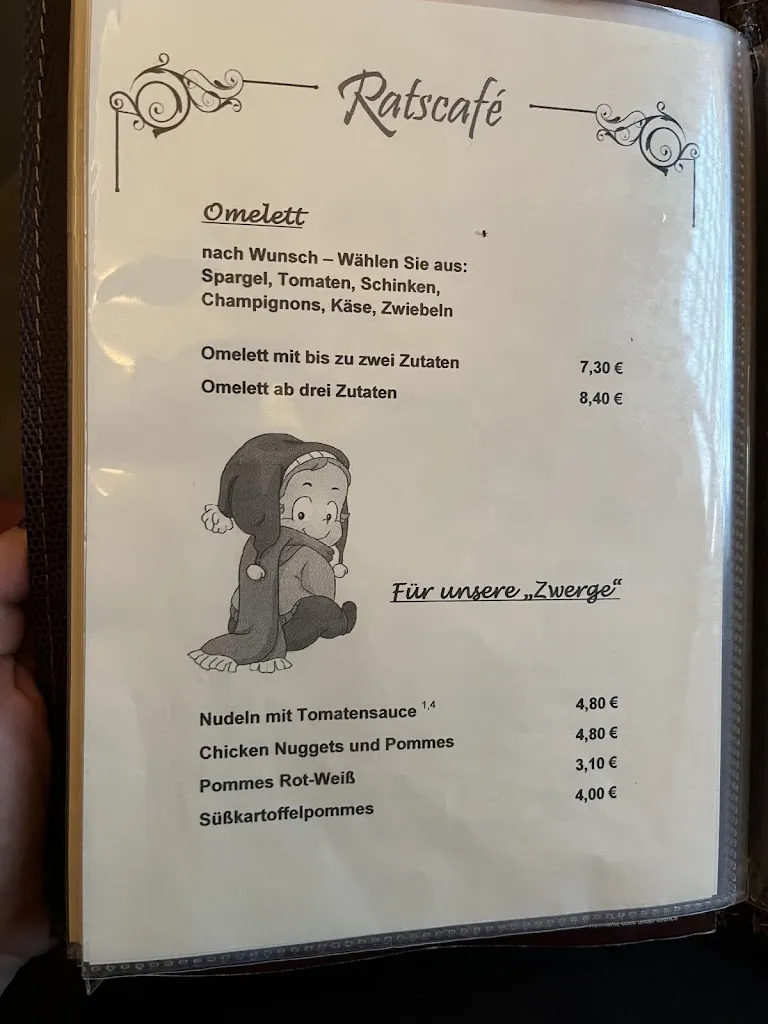 Ratscafé
Omelett
nach Wunsch – Wählen Sie aus:
Spargel, Tomaten, Schinken,
Champignons, Käse, Zwiebeln
Omelett mit bis zu zwei Zutaten 7,30 €
Omelett ab drei Zutaten 8,40 €
Für unsere „Zwerge“
Nudeln mit Tomatensauce 1,4 4,80 €
Chicken Nuggets und Pommes 4,80 €
Pommes Rot-Weiß 3,10 €
Süßkartoffelpommes 4,00 €